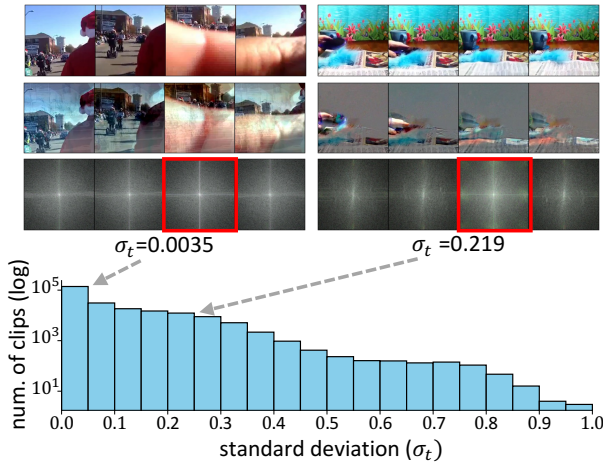 σt=0.0035
σt =0.219
num. of clips (log)
10^5
10^3
10^1
0.0 0.1 0.2 0.3 0.4 0.5 0.6 0.7 0.8 0.9 1.0
standard deviation (σt)